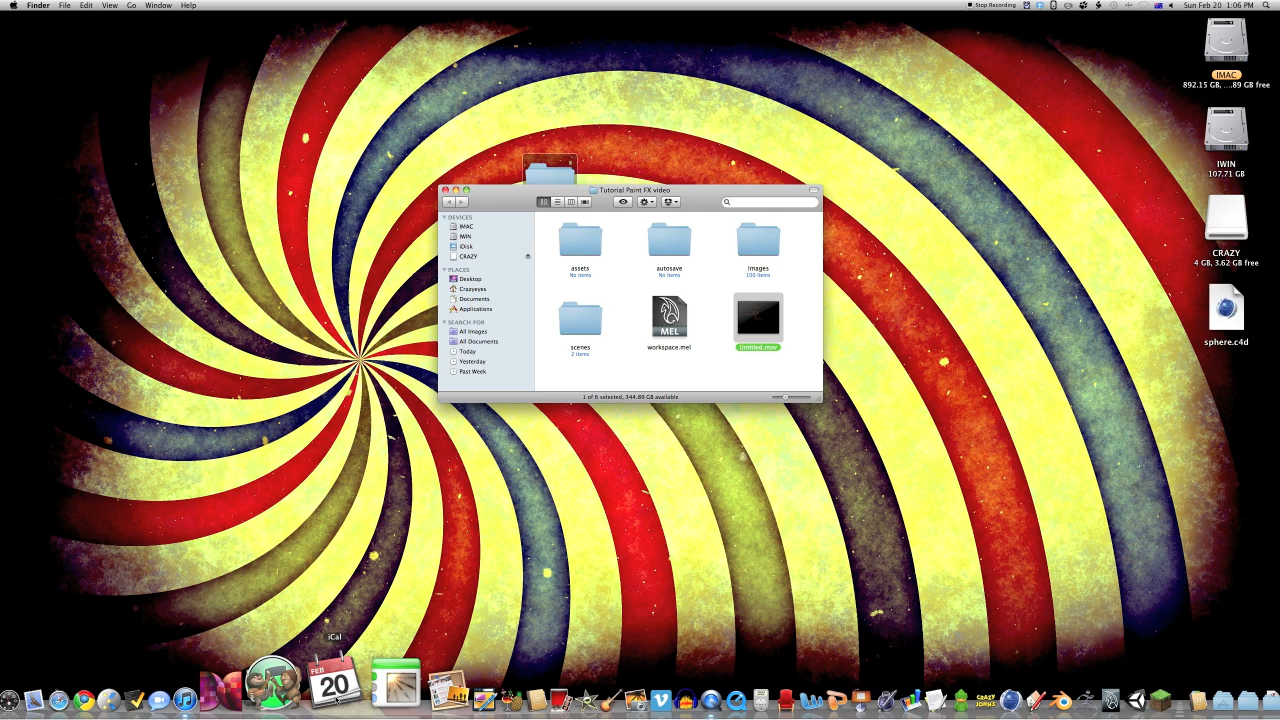 Finder File Edit View Go Window Help
Stop Recording
Sun Feb 20 1:06 PM
IMAC
892.15 GB, ....89 GB free
IWIN
107.71 GB
CRAZY
4 GB, 3.62 GB free
sphere.c4d
Tutorial Paint FX video
DEVICES
IMAC
IWIN
iDisk
CRAZY
PLACES
Desktop
Crazyeyes
Documents
Applications
SEARCH FOR
All Images
All Documents
Today
Yesterday
Past Week
assets
No items
autosave
No items
images
100 items
scenes
2 items
MEL
workspace.mel
Untitled.mov
1 of 6 selected, 344.89 GB available
iCal
FEB
20
CRAZY
JOHN'S